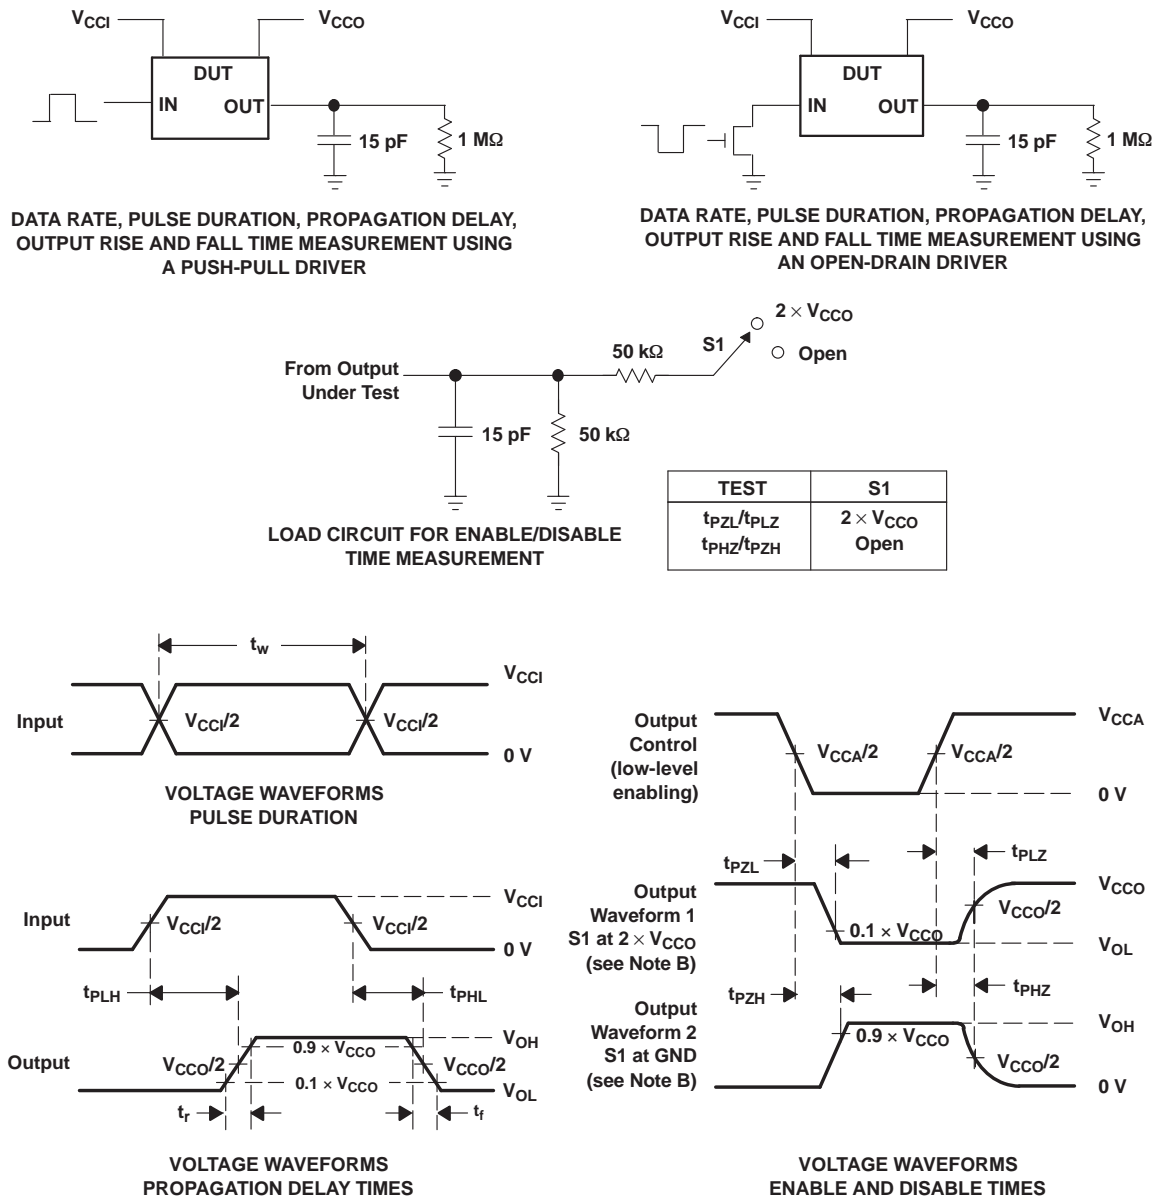 VCCI
VCCO
DUT
IN
OUT
15 pF
1 MΩ
DATA RATE, PULSE DURATION, PROPAGATION DELAY,
OUTPUT RISE AND FALL TIME MEASUREMENT USING
A PUSH-PULL DRIVER
VCCI
VCCO
DUT
IN
OUT
15 pF
1 MΩ
DATA RATE, PULSE DURATION, PROPAGATION DELAY,
OUTPUT RISE AND FALL TIME MEASUREMENT USING
AN OPEN-DRAIN DRIVER
From Output
Under Test
15 pF
50 kΩ
50 kΩ
S1
2 × VCCO
Open
LOAD CIRCUIT FOR ENABLE/DISABLE
TIME MEASUREMENT
TEST S1
tPZL/tPLZ 2 × VCCO
tPHZ/tPZH Open
tw
Input
VCCI/2
VCCI/2
VCCI
0 V
VOLTAGE WAVEFORMS
PULSE DURATION
Input
VCCI/2
VCCI/2
VCCI
0 V
tPLH
tPHL
Output
VCCO/2
0.9 × VCCO
0.1 × VCCO
VCCO/2
VOH
VOL
tr
tf
VOLTAGE WAVEFORMS
PROPAGATION DELAY TIMES
Output
Control
(low-level
enabling)
VCCA/2
VCCA/2
VCCA
0 V
tPZL
tPLZ
Output
Waveform 1
S1 at 2 × VCCO
(see Note B)
0.1 × VCCO
VCCO/2
VCCO
VOL
tPZH
tPHZ
Output
Waveform 2
S1 at GND
(see Note B)
0.9 × VCCO
VCCO/2
VOH
0 V
VOLTAGE WAVEFORMS
ENABLE AND DISABLE TIMES